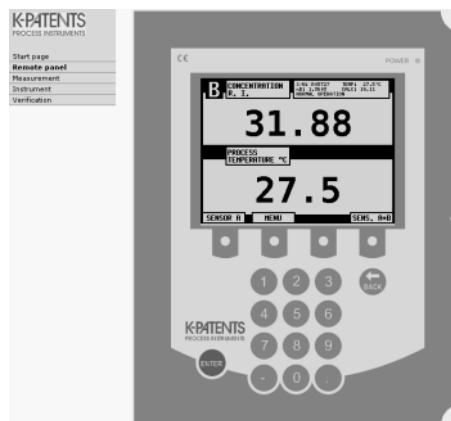 K-PATENTS
PROCESS INSTRUMENTS
Start page
Remote panel
Measurement
Instrument
Verification
CE
POWER
B CONCENTRATION
R. I.
NORMAL OPERATION
31.88
PROCESS
TEMPERATURE °C
27.5
SENSOR A MENU SENS. A+B
1 2 3
BACK
4 5 6
K-PATENTS
PROCESS INSTRUMENTS
7 8 9
ENTER
- 0 .